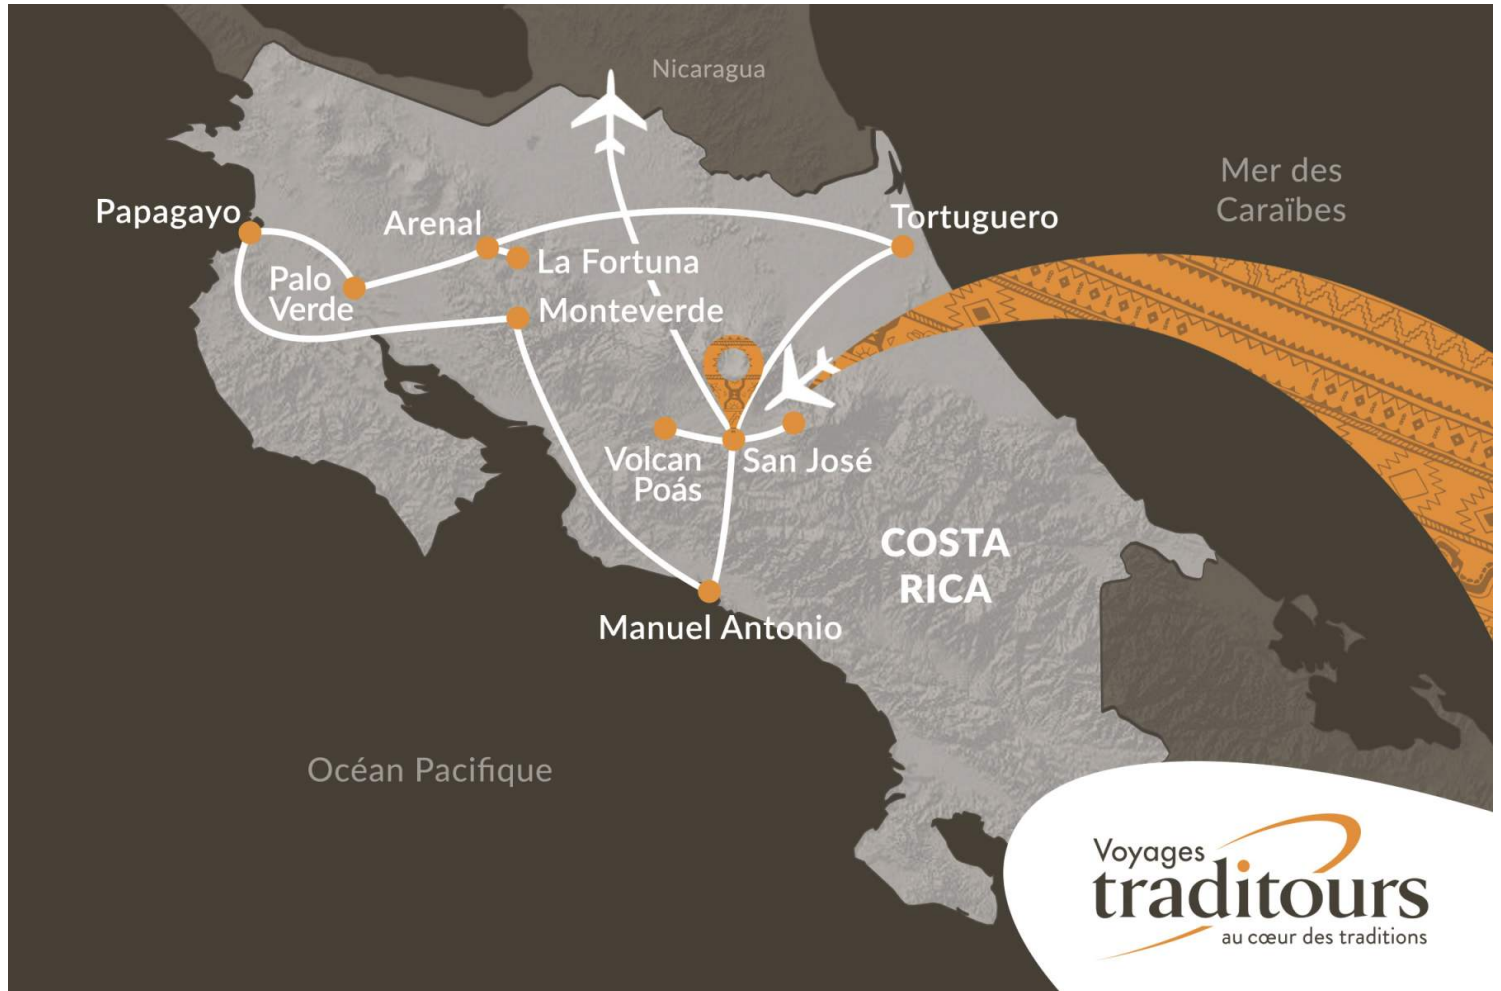 Nicaragua
Mer des
Caraïbes
Papagayo
Arenal
Tortuguero
La Fortuna
Palo
Verde
Monteverde
Volcan
Poás
San José
COSTA
RICA
Manuel Antonio
Océan Pacifique
Voyages
traditours
au cœur des traditions